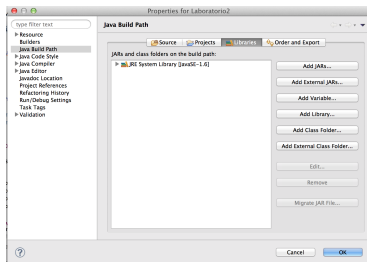 Properties for Laboratorio2
type filter text
Resource
Builders
Java Build Path
Java Code Style
Java Compiler
Java Editor
Javadoc Location
Project References
Refactoring History
Run/Debug Settings
Task Tags
Validation
Java Build Path
Source
Projects
Libraries
Order and Export
JARs and class folders on the build path:
JRE System Library [JavaSE-1.6]
Add JARs...
Add External JARs...
Add Variable...
Add Library...
Add Class Folder...
Add External Class Folder...
Edit...
Remove
Migrate JAR File...
?
Cancel
OK